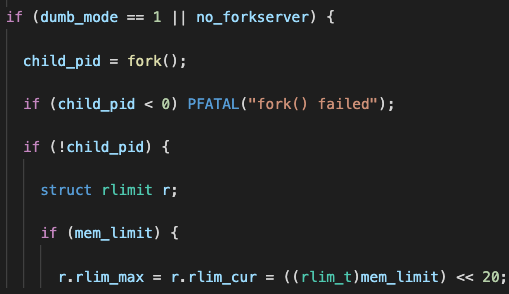 if (dumb_mode == 1 || no_forkserver) {
child_pid = fork();
if (child_pid < 0) PFATAL("fork() failed");
if (!child_pid) {
struct rlimit r;
if (mem_limit) {
r.rlim_max = r.rlim_cur = ((rlim_t)mem_limit) << 20;